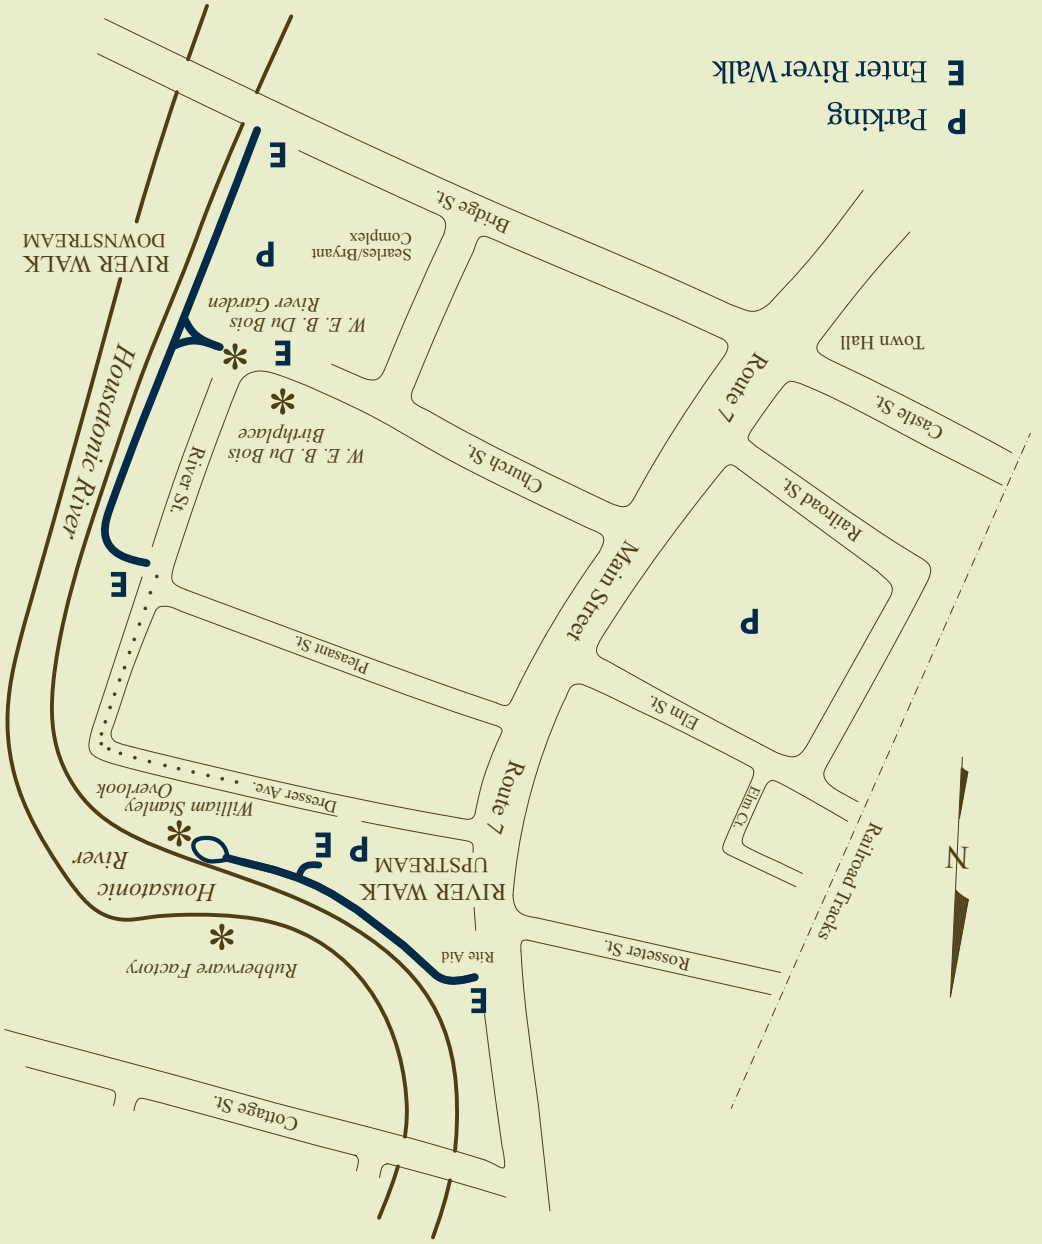 Cottage St.
E
Rubberware Factory
Rosseter St.
Rite Aid
Housatonic
River
RIVER WALK
UPSTREAM
Railroad Tracks
N
P
E
William Stanley
Overlook
Elm Ct.
Dresser Ave.
Route 7
Elm St.
Pleasant St.
P
Main Street
E
Railroad St.
River St.
Church St.
W. E. B. Du Bois
Birthplace
Housatonic River
Castle St.
Route 7
E
Town Hall
W. E. B. Du Bois
River Garden
RIVER WALK
DOWNSTREAM
P
Searles/Bryant
Complex
Bridge St.
E
P Parking
E Enter River Walk